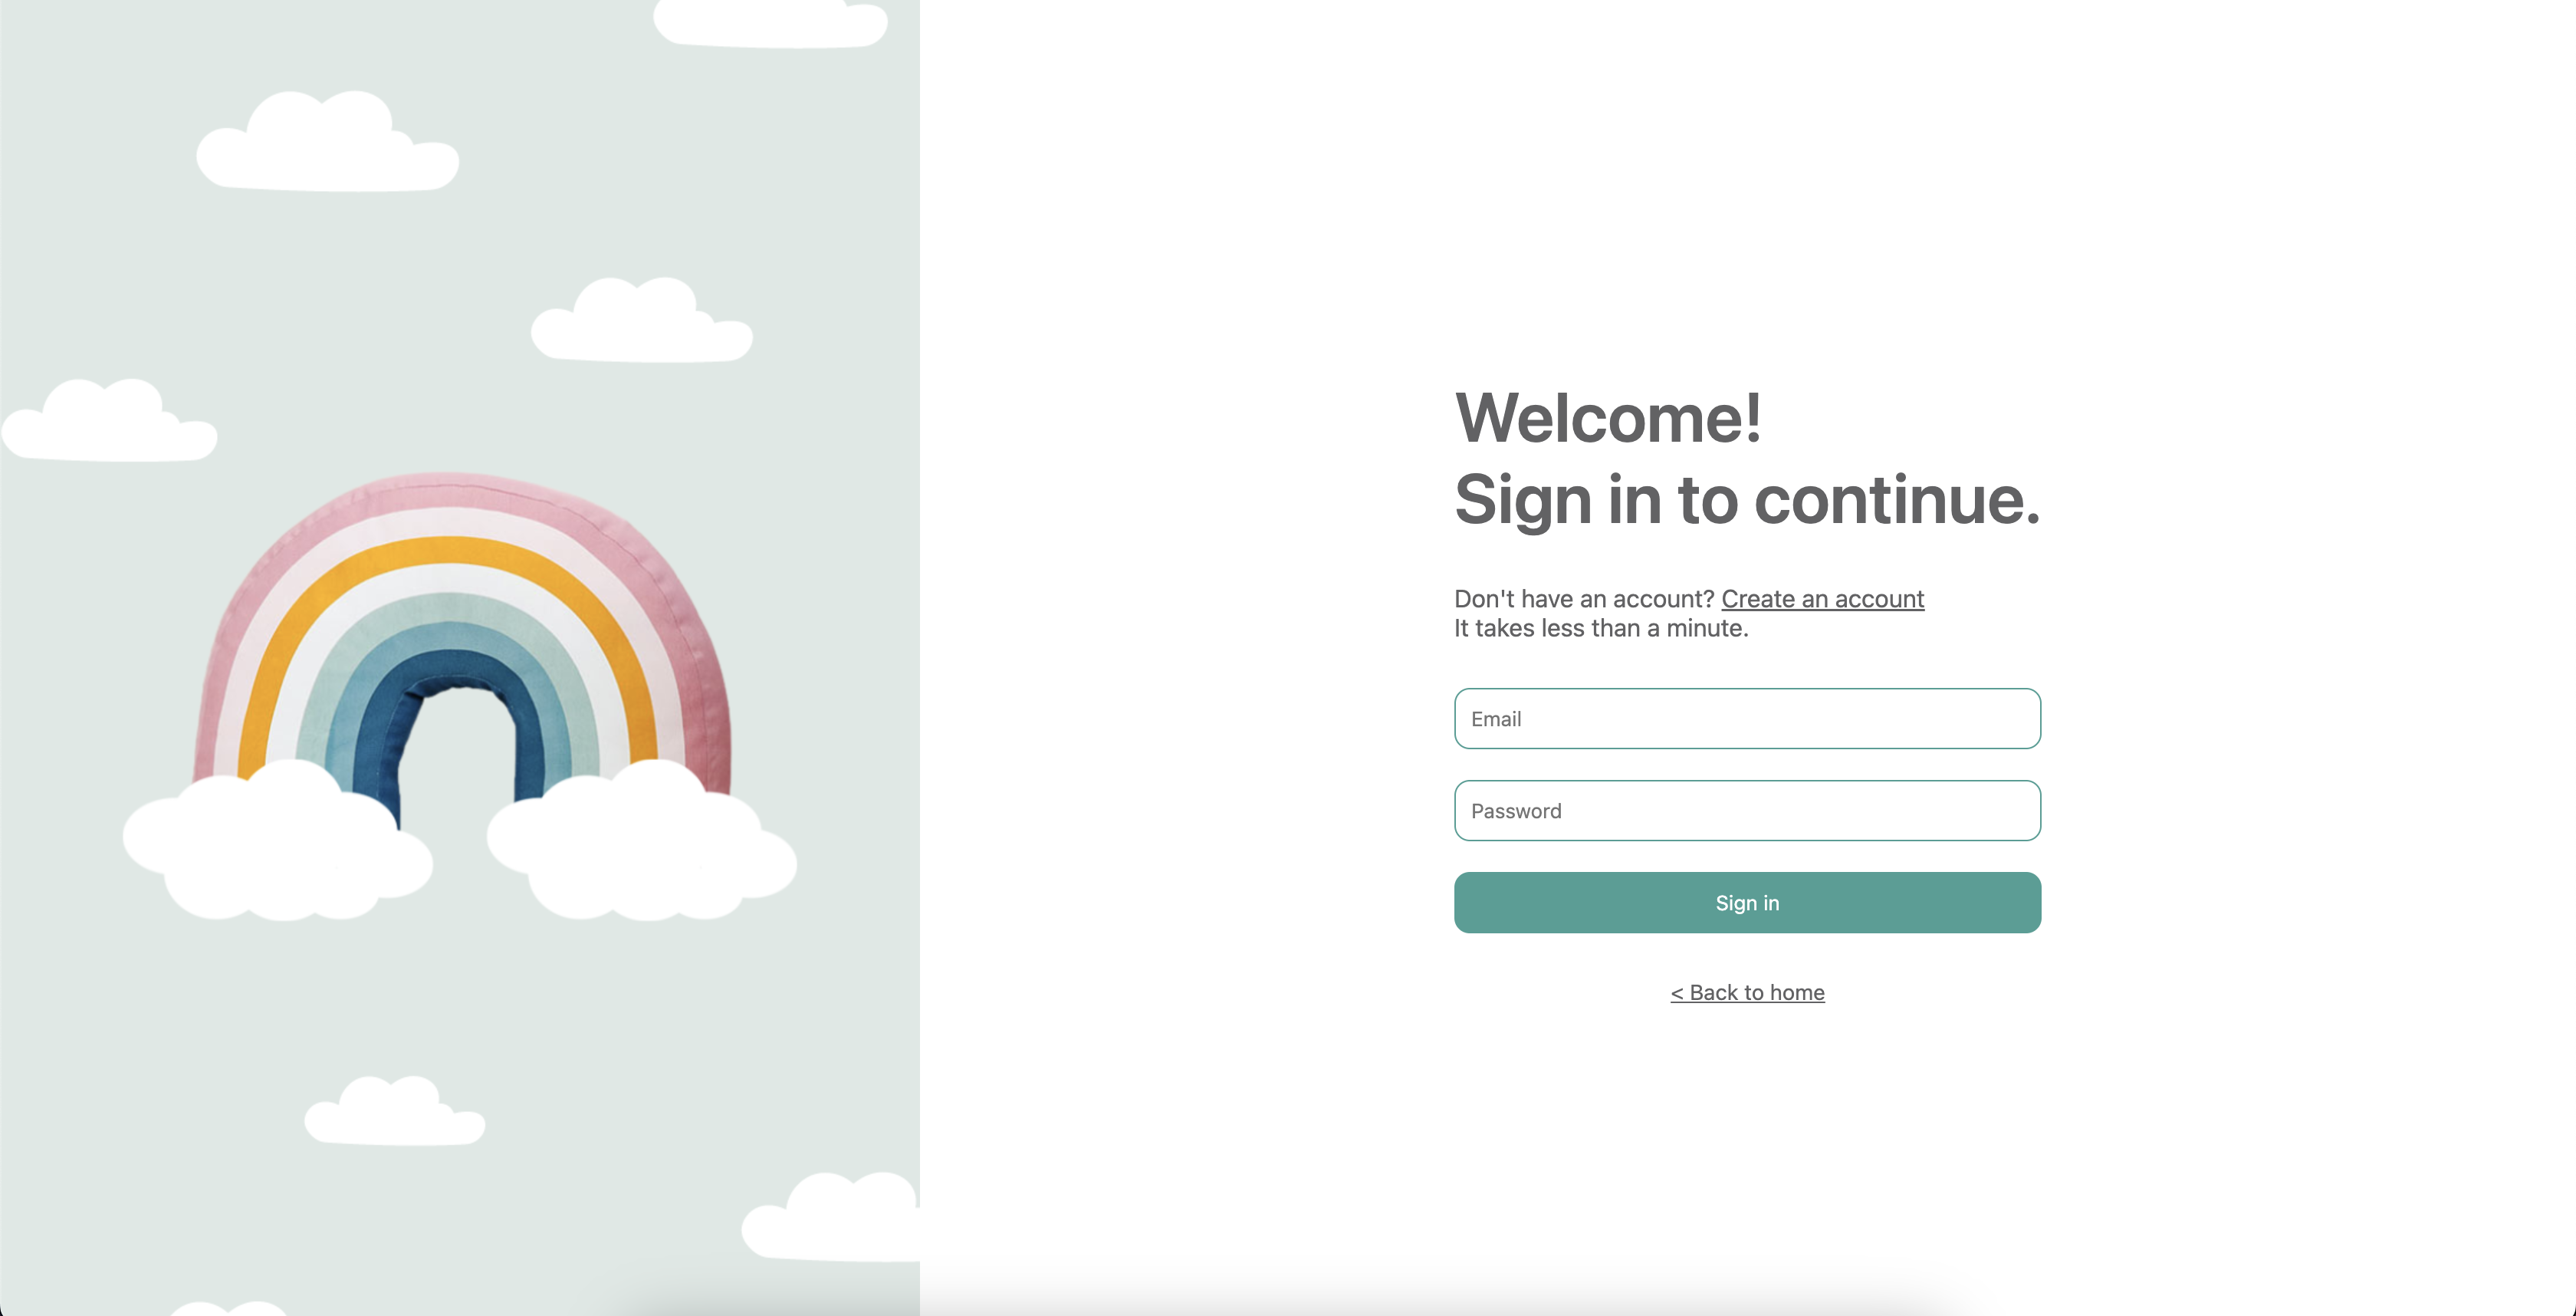 Welcome!
Sign in to continue.
Don't have an account? Create an account
It takes less than a minute.
Email
Password
Sign in
< Back to home